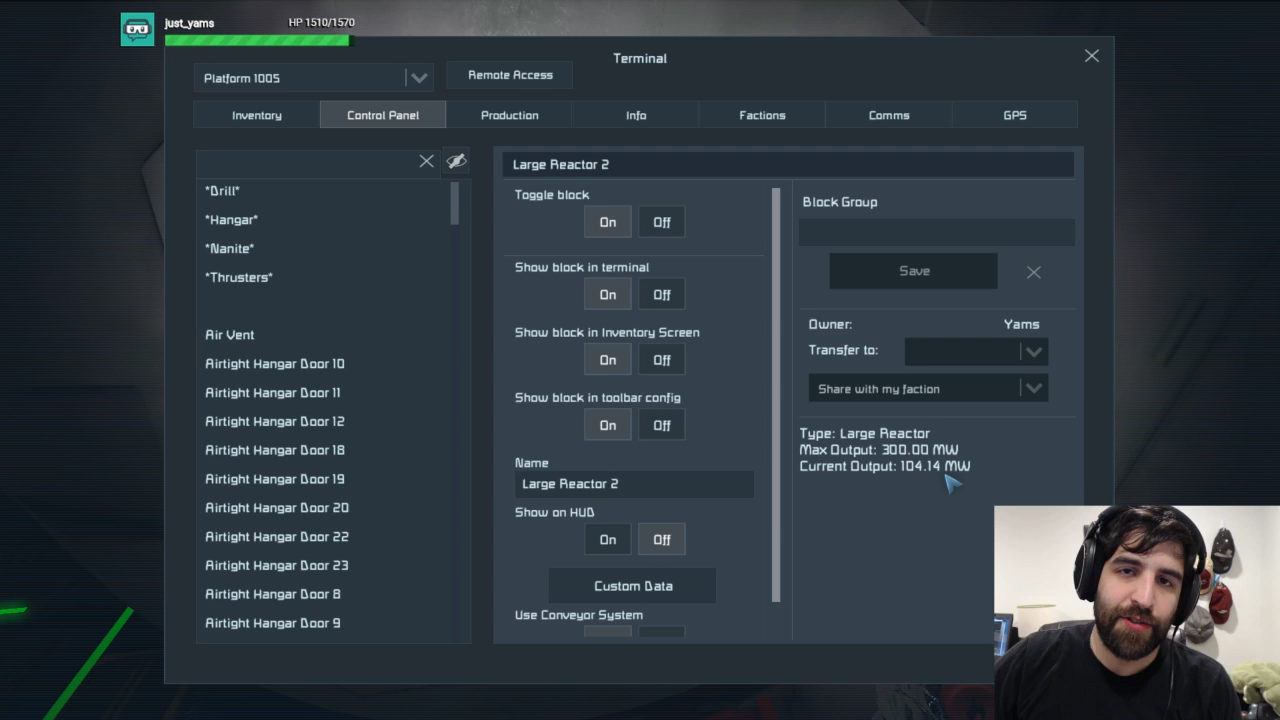 just_yams HP 1510/1570
Terminal
Platform 1005 Remote Access
Inventory Control Panel Production Info Factions Comms GPS
*Drill*
*Hangar*
*Nanite*
*Thrusters*
Air Vent
Airtight Hangar Door 10
Airtight Hangar Door 11
Airtight Hangar Door 12
Airtight Hangar Door 18
Airtight Hangar Door 19
Airtight Hangar Door 20
Airtight Hangar Door 22
Airtight Hangar Door 23
Airtight Hangar Door 8
Airtight Hangar Door 9
Large Reactor 2
Toggle block
On Off
Show block in terminal
On Off
Show block in Inventory Screen
On Off
Show block in toolbar config
On Off
Name
Large Reactor 2
Show on HUD
On Off
Custom Data
Use Conveyor System
Block Group
Save
Owner: Yams
Transfer to:
Share with my faction
Type: Large Reactor
Max Output: 300.00 MW
Current Output: 104.14 MW